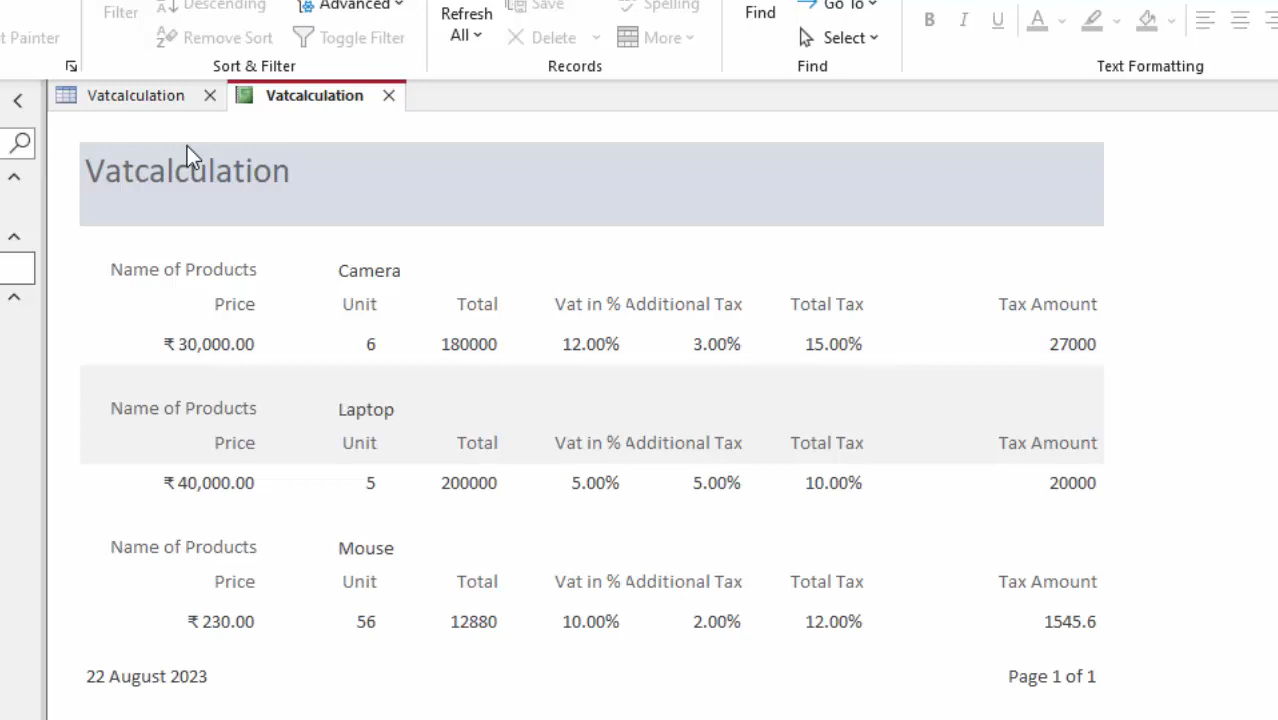 Descending Advanced Save Spelling Go To
Filter Refresh Find
t Painter Remove Sort Toggle Filter All Delete More Select B I U A
Sort & Filter Records Find Text Formatting
Vatcalculation Vatcalculation
Vatcalculation
Name of Products Camera
Price Unit Total Vat in % Additional Tax Total Tax Tax Amount
₹ 30,000.00 6 180000 12.00% 3.00% 15.00% 27000
Name of Products Laptop
Price Unit Total Vat in % Additional Tax Total Tax Tax Amount
₹ 40,000.00 5 200000 5.00% 5.00% 10.00% 20000
Name of Products Mouse
Price Unit Total Vat in % Additional Tax Total Tax Tax Amount
₹ 230.00 56 12880 10.00% 2.00% 12.00% 1545.6
22 August 2023 Page 1 of 1